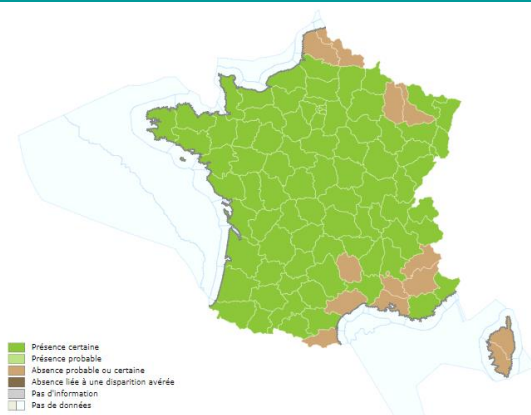 Présence certaine
Présence probable
Absence probable ou certaine
Absence liée à une disparition avérée
Pas d'information
Pas de données